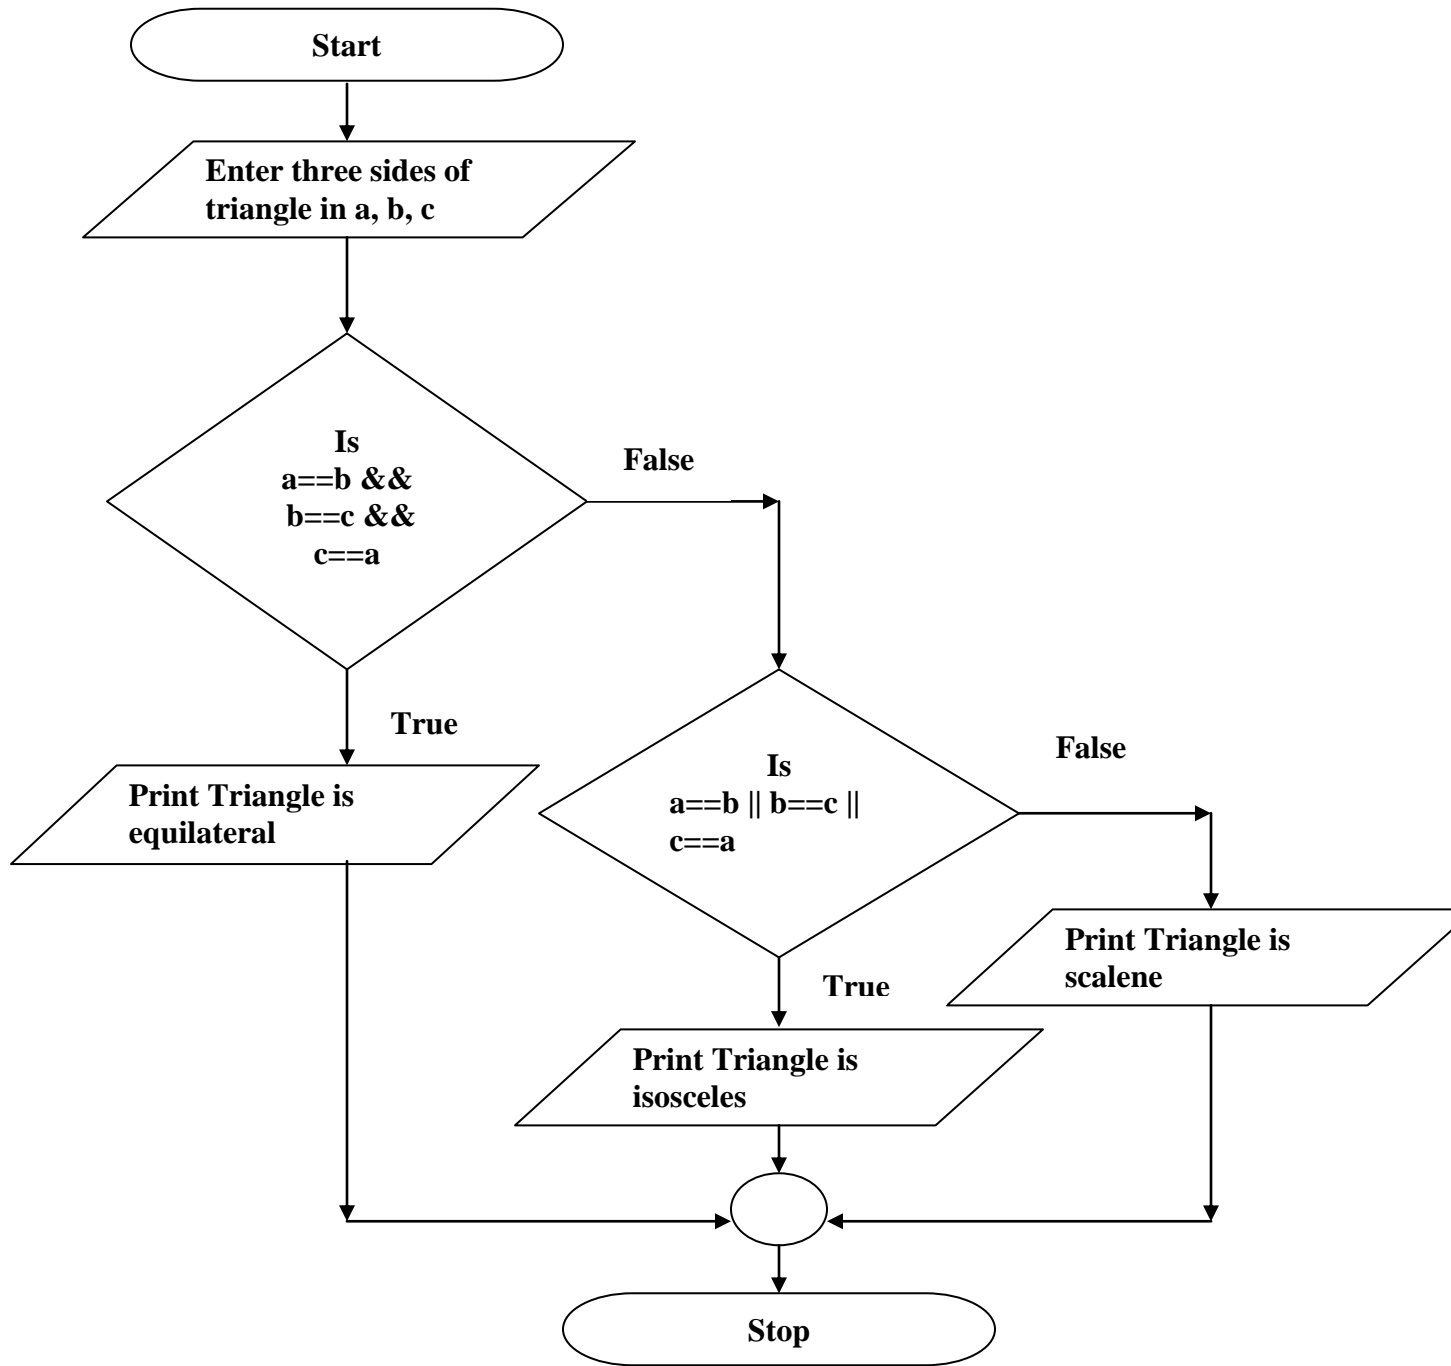 Start
Enter three sides of
triangle in a, b, c
Is
a==b &&
b==c &&
c==a
False
True
Print Triangle is
equilateral
Is
a==b || b==c ||
c==a
False
Print Triangle is
scalene
True
Print Triangle is
isosceles
Stop